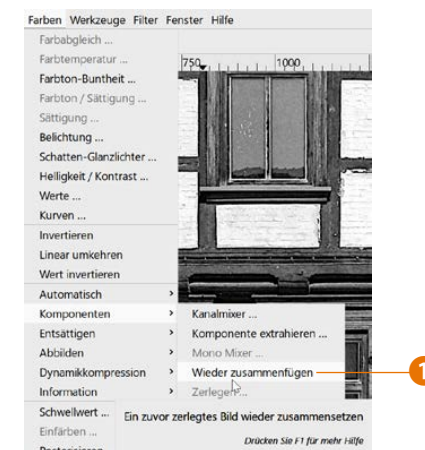 Farben Werkzeuge Filter Fenster Hilfe
Farbabgleich ...
Farbtemperatur ...
Farbton-Buntheit ...
Farbton / Sättigung ...
Sättigung ...
Belichtung ...
Schatten-Glanzlichter ...
Helligkeit / Kontrast ...
Werte ...
Kurven ...
Invertieren
Linear umkehren
Wert invertieren
Automatisch
Komponenten
Entsättigen
Abbilden
Dynamikkompression
Information
Schwellwert ...
Einfärben ...
Posterisieren
750
1000
Kanalmixer ...
Komponente extrahieren ...
Mono Mixer ...
Wieder zusammenfügen
Zerlegen ...
Ein zuvor zerlegtes Bild wieder zusammensetzen
Drücken Sie F1 für mehr Hilfe
1